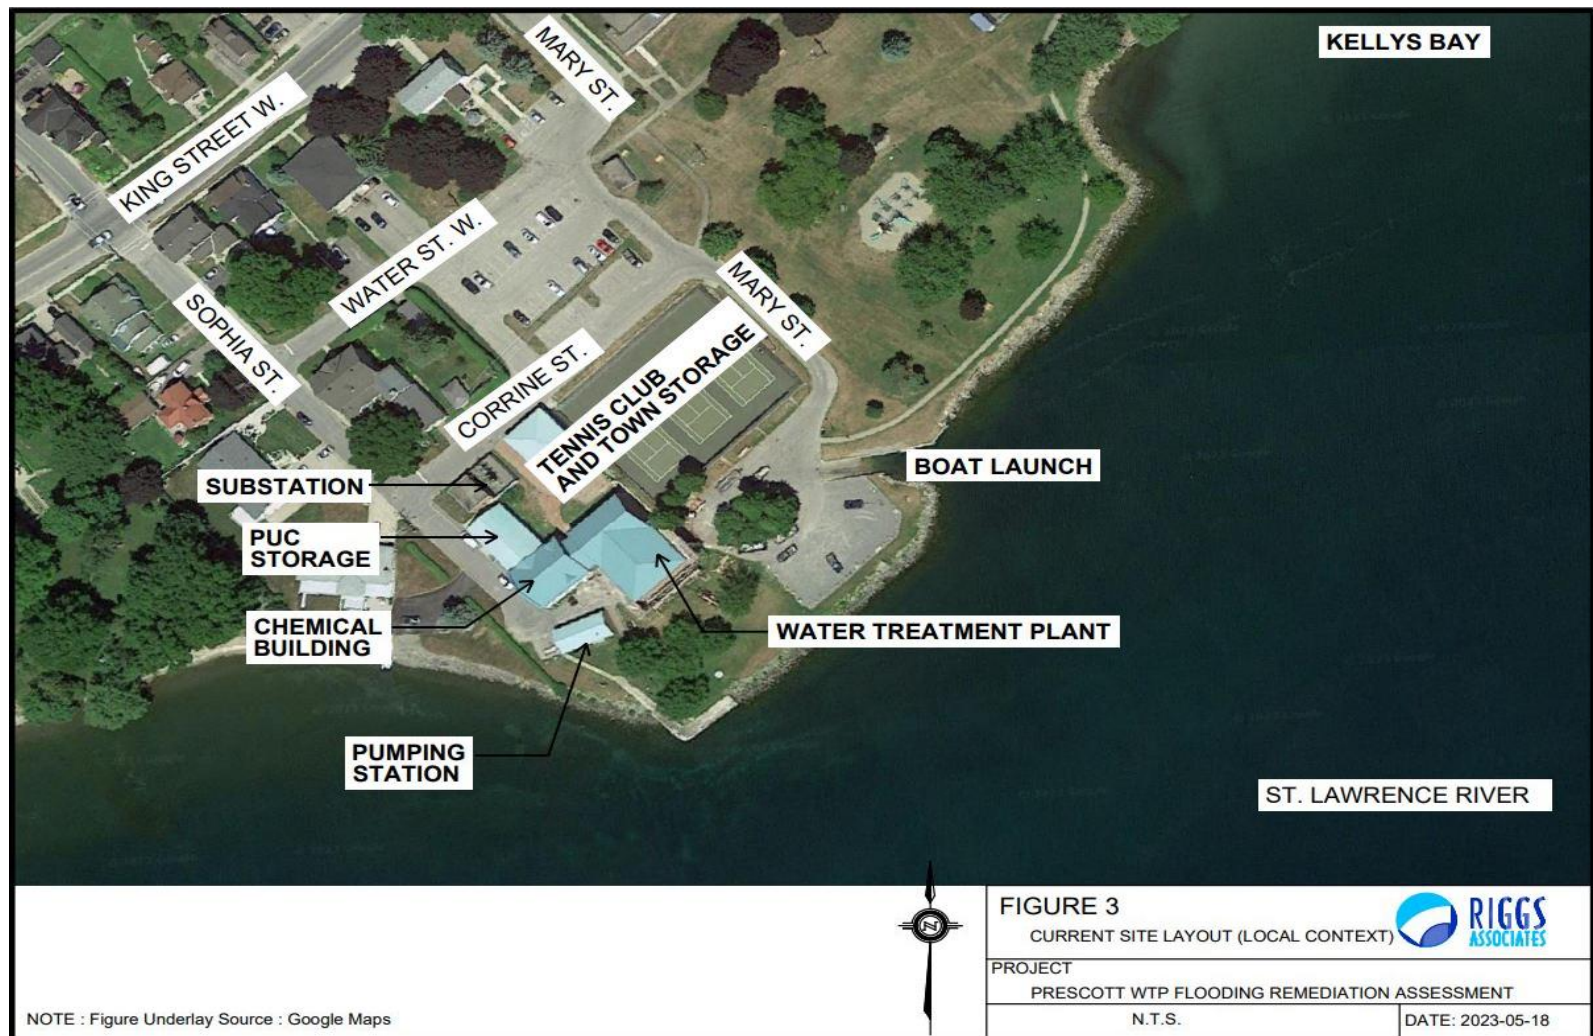 KELLYS BAY
MARY ST.
KING STREET W.
WATER ST. W.
SOPHIA ST.
MARY ST.
CORRINE ST.
TENNIS CLUB
AND TOWN STORAGE
BOAT LAUNCH
SUBSTATION
PUC
STORAGE
CHEMICAL
BUILDING
WATER TREATMENT PLANT
PUMPING
STATION
ST. LAWRENCE RIVER
N
FIGURE 3
CURRENT SITE LAYOUT (LOCAL CONTEXT)
RIGGS
ASSOCIATES
PROJECT
PRESCOTT WTP FLOODING REMEDIATION ASSESSMENT
NOTE : Figure Underlay Source : Google Maps
N.T.S.
DATE: 2023-05-18